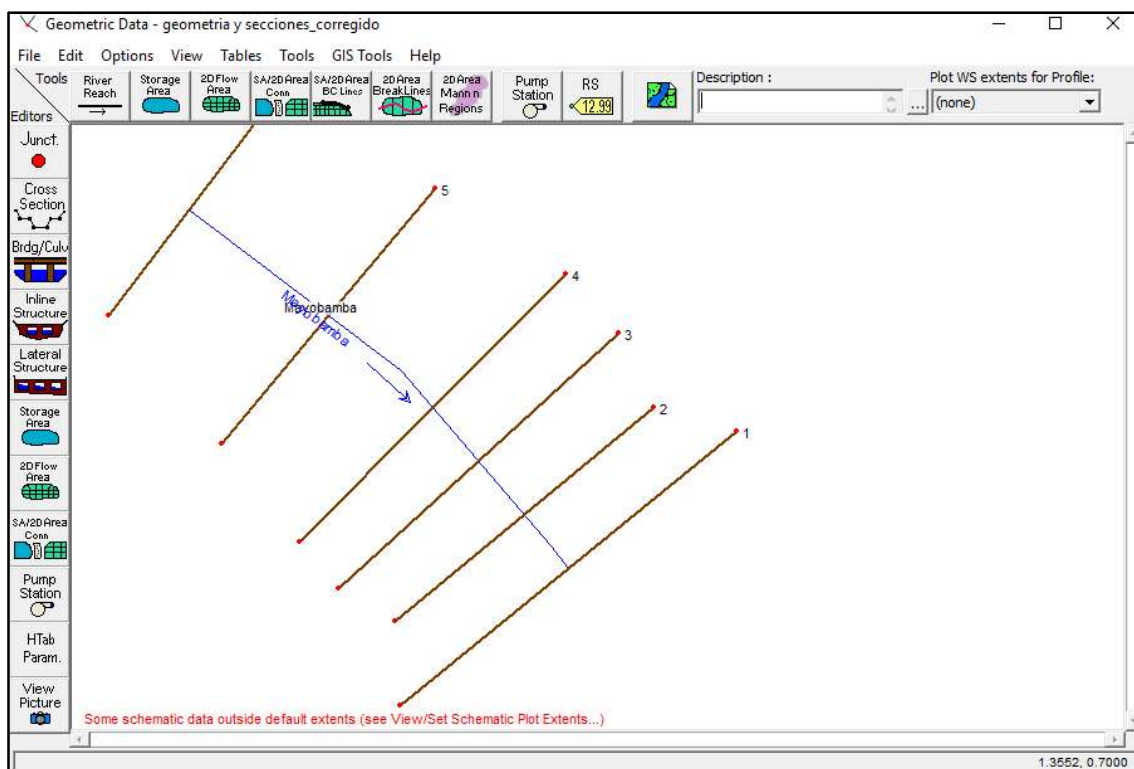 Geometric Data - geometria y secciones_corregido
File Edit Options View Tables Tools GIS Tools Help
Tools
Editors
River Reach
Storage Area
2D Flow Area
SA/2D Area Conn
SA/2D Area BC Lines
2D Area BreakLines
2D Area Mann n Regions
Pump Station
RS
12.99
Description :
...
Plot WS extents for Profile:
(none)
Junct.
Cross Section
Brdg/Culv
Inline Structure
Lateral Structure
Storage Area
2D Flow Area
SA/2D Area Conn
Pump Station
HTab Param.
View Picture
5
4
3
2
1
Mayobamba
Mayobamba
Some schematic data outside default extents (see View/Set Schematic Plot Extents...)
1.3552, 0.7000